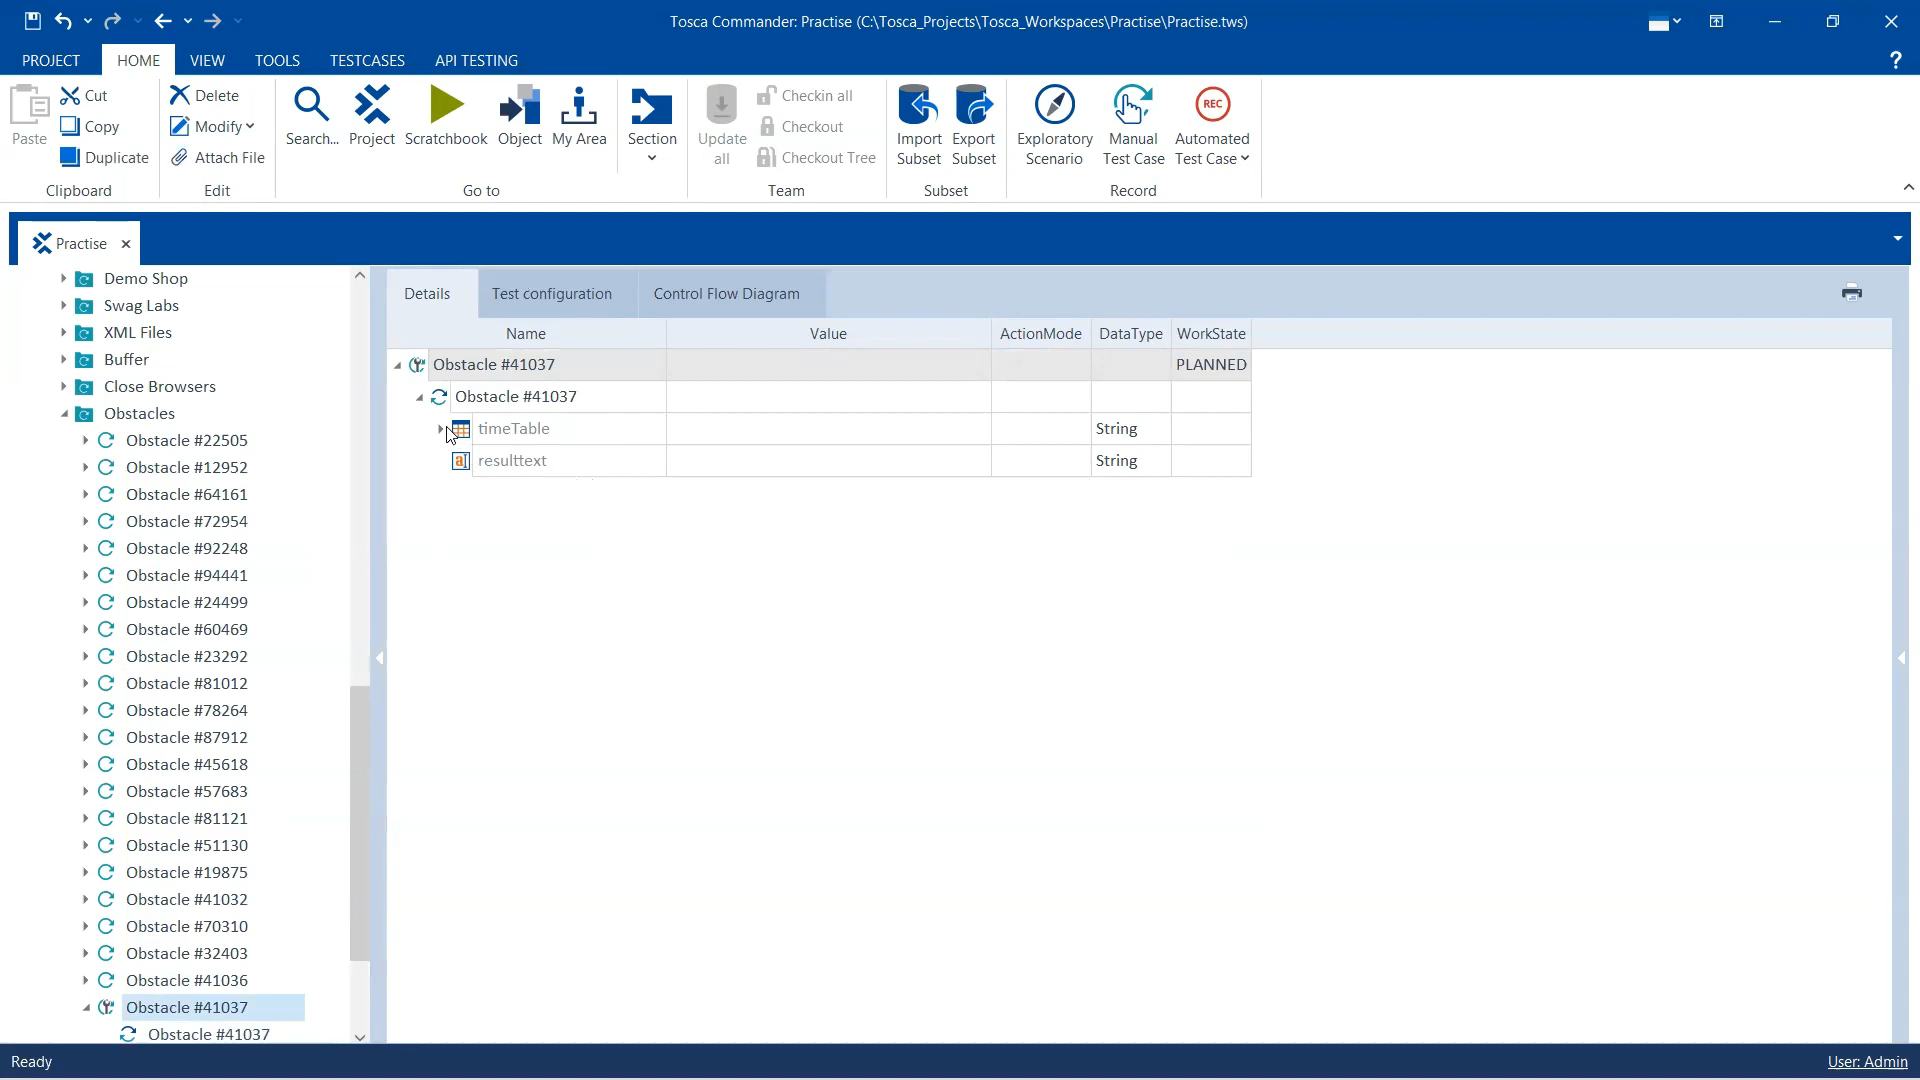 Tosca Commander: Practise (C:\Tosca_Projects\Tosca_Workspaces\Practise\Practise.tws)
PROJECT HOME VIEW TOOLS TESTCASES API TESTING ?
Paste Cut Copy Duplicate
Clipboard
Delete Modify Attach File
Edit
Search... Project Scratchbook Object My Area Section
Go to
Update all Checkin all Checkout Checkout Tree
Team
Import Subset Export Subset
Subset
Exploratory Scenario Manual Test Case REC Automated Test Case
Record
Practise
Demo Shop
Swag Labs
XML Files
Buffer
Close Browsers
Obstacles
Obstacle #22505
Obstacle #12952
Obstacle #64161
Obstacle #72954
Obstacle #92248
Obstacle #94441
Obstacle #24499
Obstacle #60469
Obstacle #23292
Obstacle #81012
Obstacle #78264
Obstacle #87912
Obstacle #45618
Obstacle #57683
Obstacle #81121
Obstacle #51130
Obstacle #19875
Obstacle #41032
Obstacle #70310
Obstacle #32403
Obstacle #41036
Obstacle #41037
Obstacle #41037
Details Test configuration Control Flow Diagram
Name Value ActionMode DataType WorkState
Obstacle #41037 PLANNED
Obstacle #41037
timeTable String
a resulttext String
Ready User: Admin